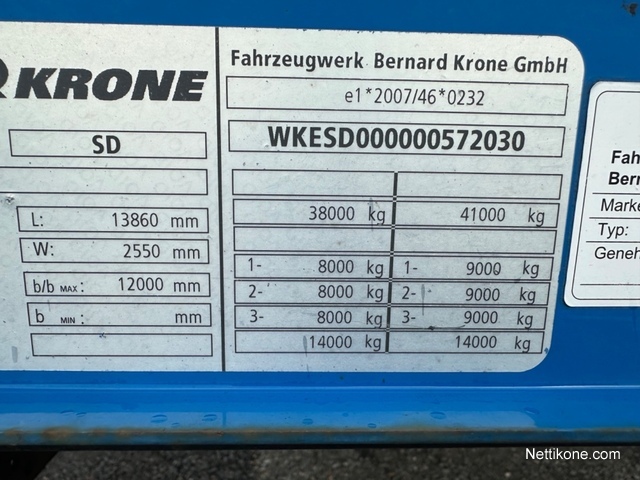 KRONE
SD
L: 13860 mm
W: 2550 mm
b/b MAX: 12000 mm
b MIN: mm
Fahrzeugwerk Bernard Krone GmbH
e1*2007/46*0232
WKESD000000572030
38000 kg 41000 kg
1- 8000 kg 1- 9000 kg
2- 8000 kg 2- 9000 kg
3- 8000 kg 3- 9000 kg
14000 kg 14000 kg
Fah
Bern
Marke
Typ:
Geneh
Nettikone.com